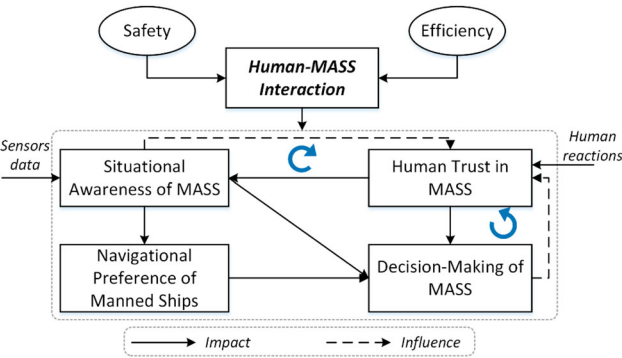 Safety
Efficiency
Human-MASS
Interaction
Sensors
data
Human
reactions
Situational
Awareness of MASS
Human Trust in
MASS
Navigational
Preference of
Manned Ships
Decision-Making of
MASS
Impact
Influence